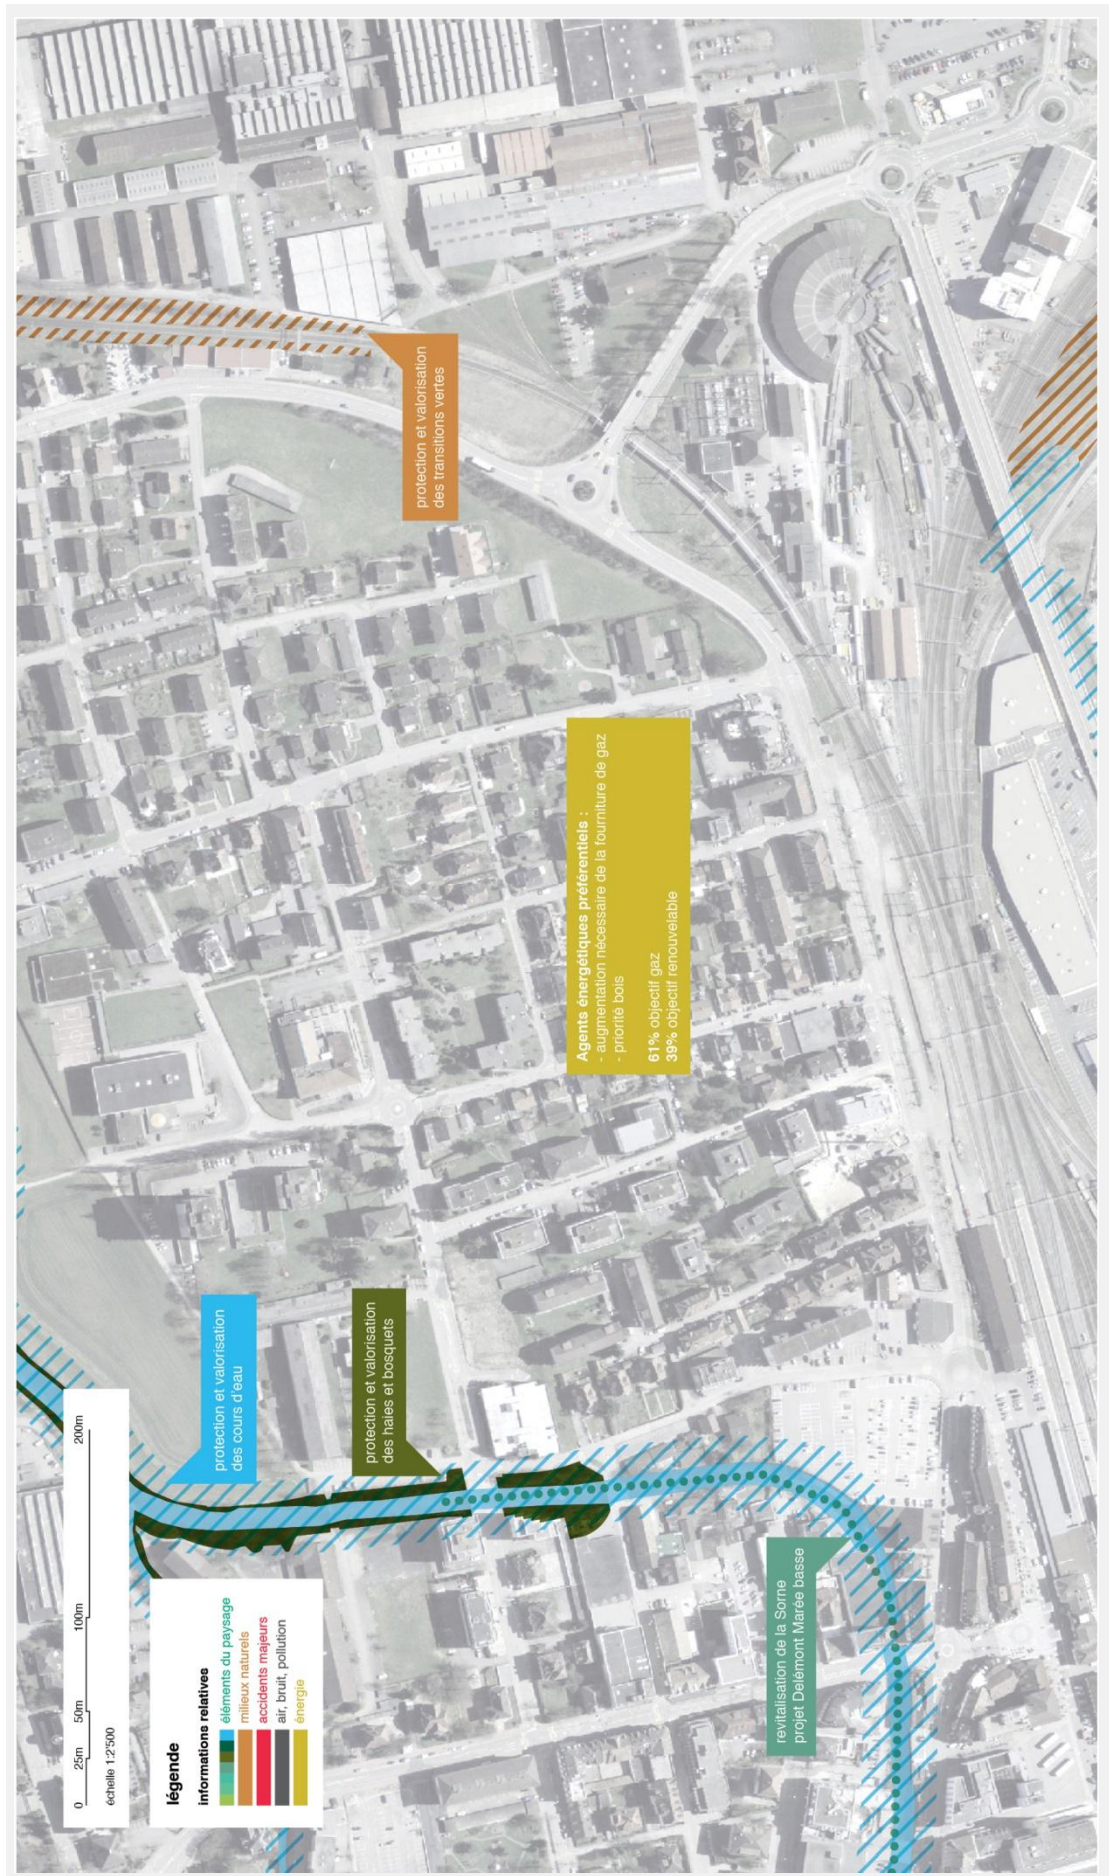 0
25m
50m
100m
200m
échelle 1:2'500
légende
informations relatives
éléments du paysage
milieux naturels
accidents majeurs
air, bruit, pollution
énergie
protection et valorisation
des cours d'eau
protection et valorisation
des haies et bosquets
protection et valorisation
des transitions vertes
Agents énergétiques préférentiels :
- augmentation nécessaire de la fourniture de gaz
- priorité bois
61% objectif gaz
39% objectif renouvelable
revitalisation de la Sorne
projet Delémont Marée basse